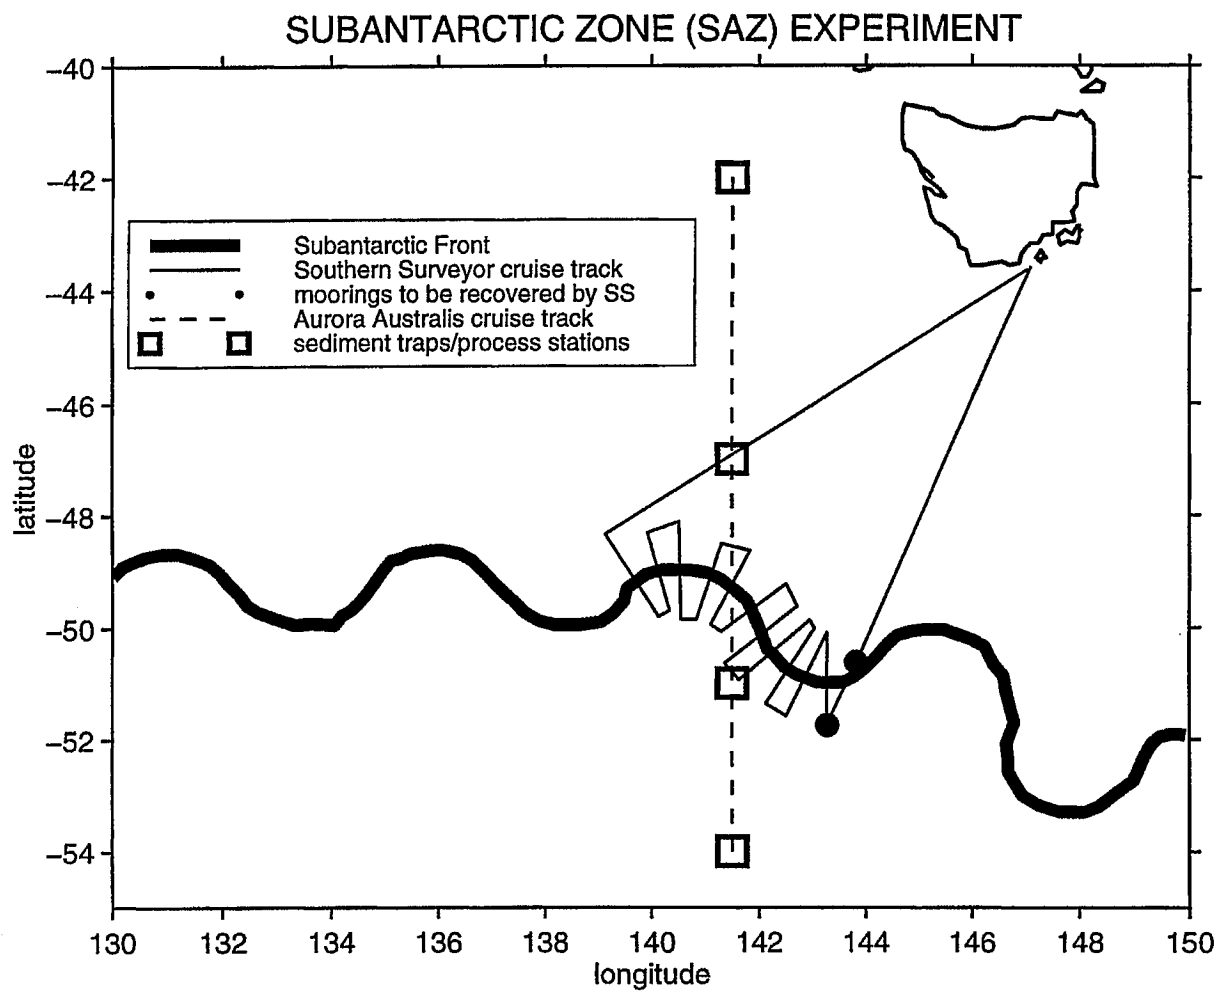 SUBANTARCTIC ZONE (SAZ) EXPERIMENT
−40
−42
Subantarctic Front
Southern Surveyor cruise track
moorings to be recovered by SS
Aurora Australis cruise track
sediment traps/process stations
−44
−46
latitude
−48
−50
−52
−54
130 132 134 136 138 140 142 144 146 148 150
longitude